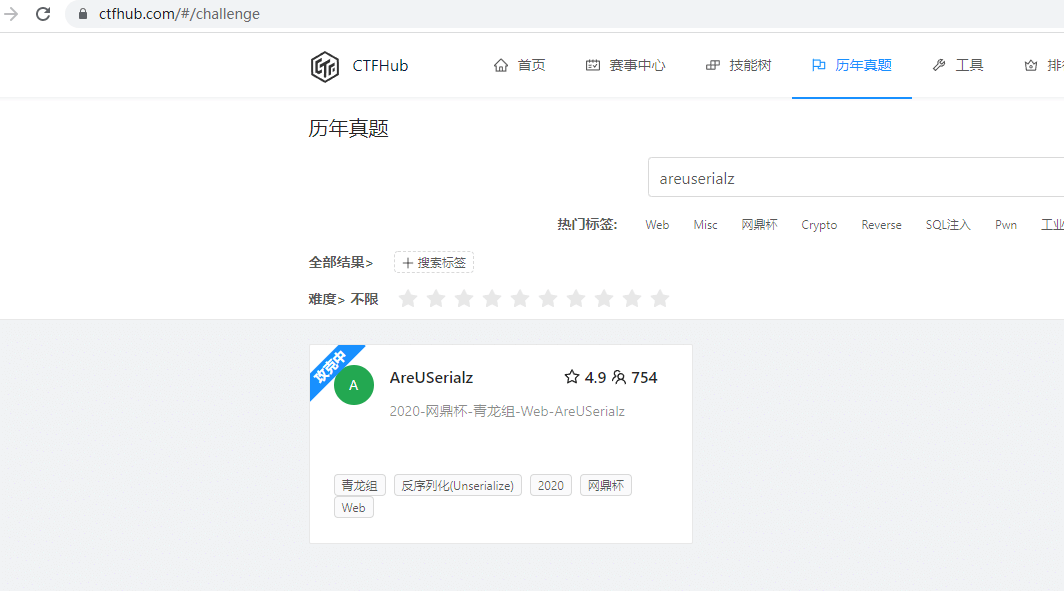 ctfhub.com/#/challenge
CTFHub 首页 赛事中心 技能树 历年真题 工具
历年真题
areuserialz
热门标签: Web Misc 网鼎杯 Crypto Reverse SQL注入 Pwn 工业
全部结果> 搜索标签
难度> 不限
攻克中
A
AreUSerialz 4.9 754
2020-网鼎杯-青龙组-Web-AreUSerialz
青龙组 反序列化(Unserialize) 2020 网鼎杯
Web